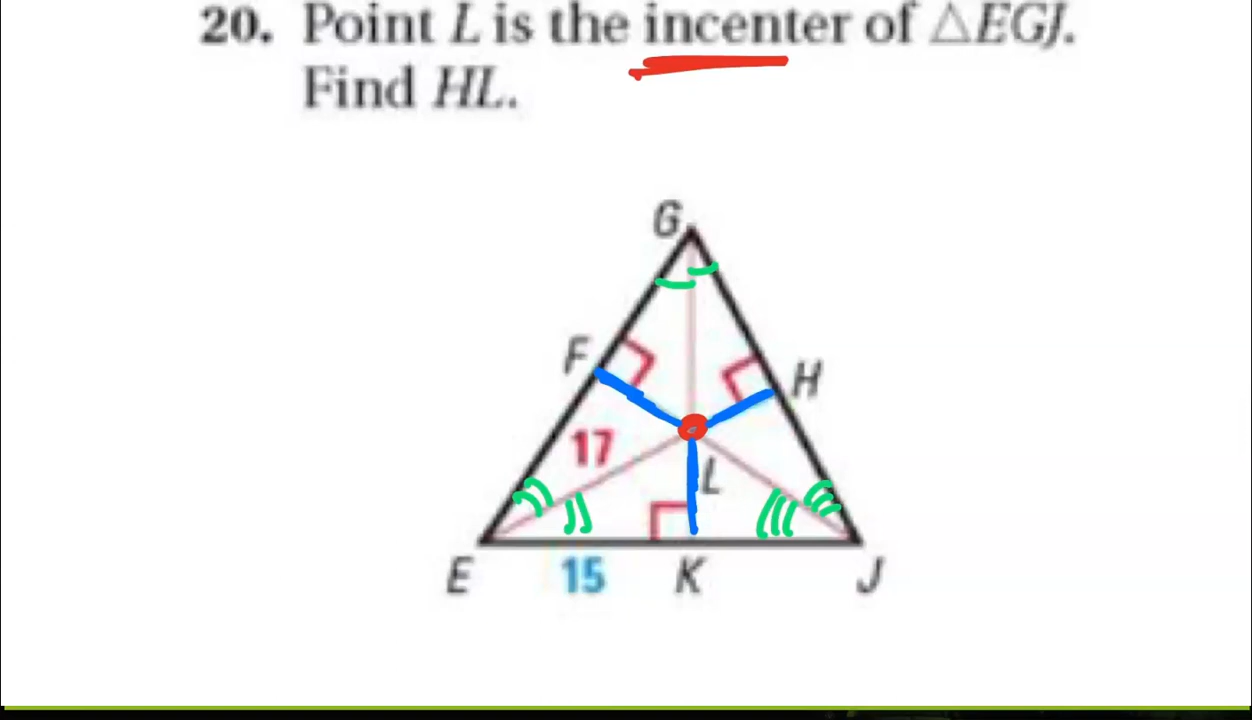 20. Point L is the incenter of △EGJ.
Find HL.
G
F
H
17
L
E
15
K
J